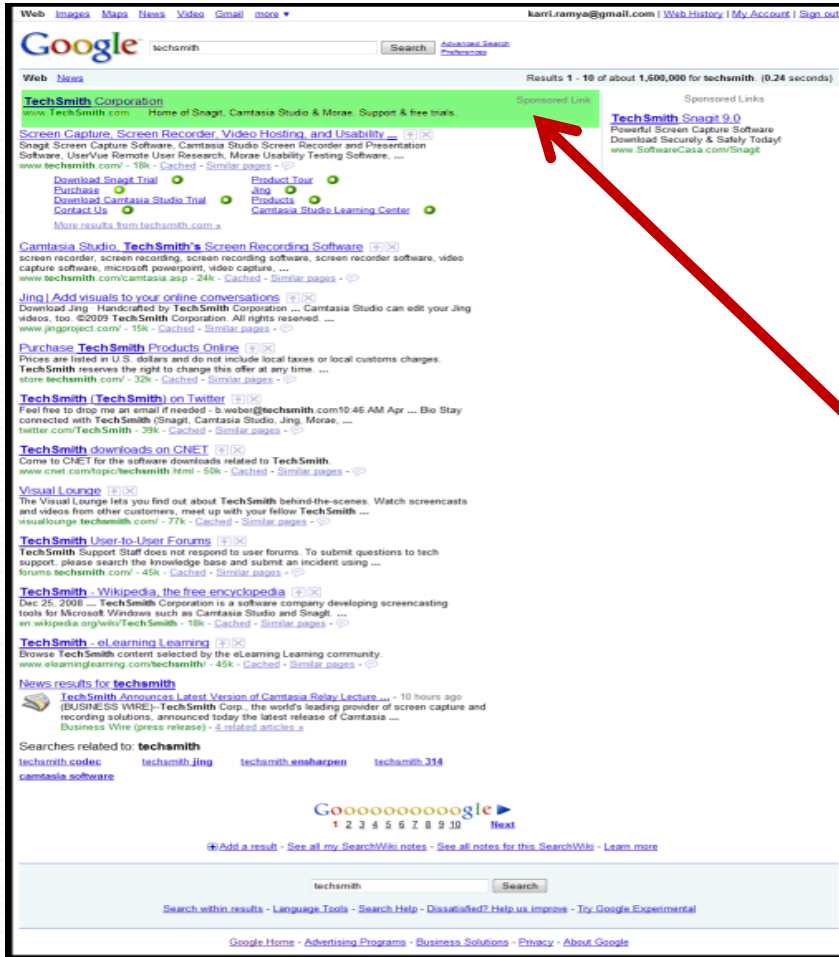 Web Images Maps News Video Gmail more ▼ karri.ramya@gmail.com | Web History | My Account | Sign out
Google techsmith Search Advanced Search
Preferences
Web News Results 1 - 10 of about 1,600,000 for techsmith. (0.24 seconds)
TechSmith Corporation Sponsored Link
www.TechSmith.com Home of Snagit, Camtasia Studio & Morae. Support & free trials.
Sponsored Links
TechSmith Snagit 9.0
Powerful Screen Capture Software
Download Securely & Safely Today!
www.SoftwareCasa.com/Snagit
Screen Capture, Screen Recorder, Video Hosting, and Usability ...
Snagit Screen Capture Software, Camtasia Studio Screen Recorder and Presentation
Software, UserVue Remote User Research, Morae Usability Testing Software, ...
www.techsmith.com/ - 18k - Cached - Similar pages -
Download Snagit Trial Product Tour
Purchase Jing
Download Camtasia Studio Trial Products
Contact Us Camtasia Studio Learning Center
More results from techsmith.com »
Camtasia Studio, TechSmith's Screen Recording Software
screen recorder, screen recording, screen recording software, screen recorder software, video
capture software, microsoft powerpoint, video capture, ...
www.techsmith.com/camtasia.asp - 24k - Cached - Similar pages -
Jing | Add visuals to your online conversations
Download Jing · Handcrafted by TechSmith Corporation ... Camtasia Studio can edit your Jing
videos, too. ©2009 TechSmith Corporation. All rights reserved. ...
www.jingproject.com/ - 15k - Cached - Similar pages -
Purchase TechSmith Products Online
Prices are listed in U.S. dollars and do not include local taxes or local customs charges.
TechSmith reserves the right to change this offer at any time. ...
store.techsmith.com/ - 32k - Cached - Similar pages -
TechSmith (TechSmith) on Twitter
Feel free to drop me an email if needed - b.weber@techsmith.com10:46 AM Apr .... Bio Stay
connected with TechSmith (Snagit, Camtasia Studio, Jing, Morae, ...
twitter.com/TechSmith - 39k - Cached - Similar pages -
TechSmith downloads on CNET
Come to CNET for the software downloads related to TechSmith.
www.cnet.com/topic/techsmith.html - 50k - Cached - Similar pages -
Visual Lounge
The Visual Lounge lets you find out about TechSmith behind-the-scenes. Watch screencasts
and videos from other customers, meet up with your fellow TechSmith ...
visuallounge.techsmith.com/ - 77k - Cached - Similar pages -
TechSmith User-to-User Forums
TechSmith Support Staff does not respond to user forums. To submit questions to tech
support, please search the knowledge base and submit an incident using ...
forums.techsmith.com/ - 45k - Cached - Similar pages -
TechSmith - Wikipedia, the free encyclopedia
Dec 25, 2008 ... TechSmith Corporation is a software company developing screencasting
tools for Microsoft Windows such as Camtasia Studio and SnagIt. ...
en.wikipedia.org/wiki/TechSmith - 18k - Cached - Similar pages -
TechSmith - eLearning Learning
Browse TechSmith content selected by the eLearning Learning community.
www.elearninglearning.com/techsmith/ - 45k - Cached - Similar pages -
News results for techsmith
TechSmith Announces Latest Version of Camtasia Relay Lecture ... - 10 hours ago
(BUSINESS WIRE)--TechSmith Corp., the world's leading provider of screen capture and
recording solutions, announced today the latest release of Camtasia ...
Business Wire (press release) - 4 related articles »
Searches related to: techsmith
techsmith codec techsmith jing techsmith ensharpen techsmith 314
camtasia software
Goooooooooogle
1 2 3 4 5 6 7 8 9 10 Next
Add a result - See all my SearchWiki notes - See all notes for this SearchWiki - Learn more
techsmith Search
Search within results - Language Tools - Search Help - Dissatisfied? Help us improve - Try Google Experimental
Google Home - Advertising Programs - Business Solutions - Privacy - About Google